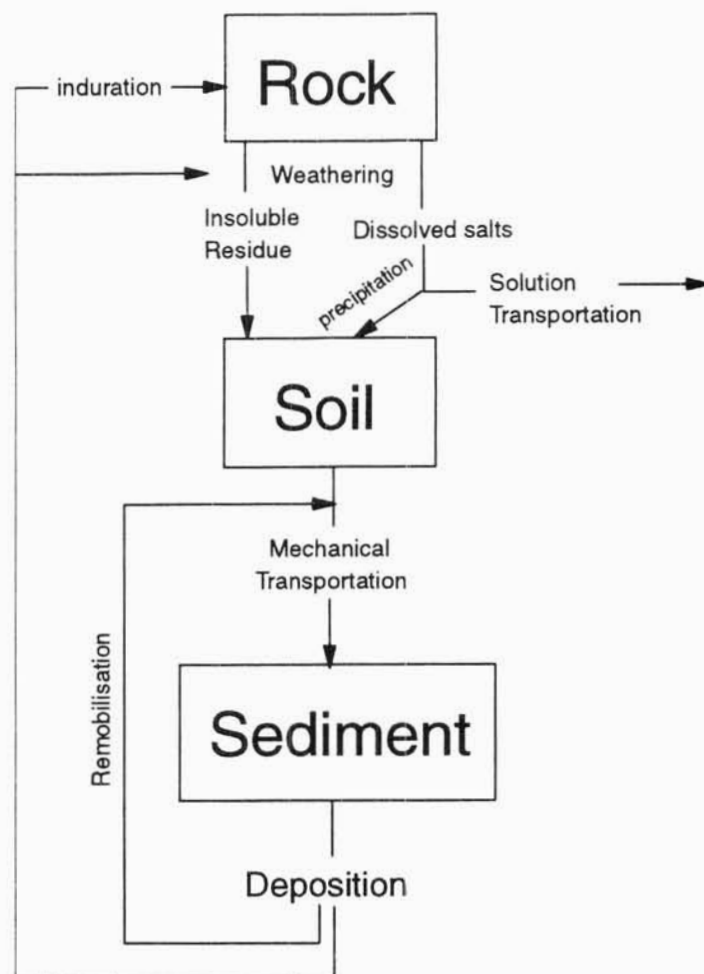 Rock
induration
Weathering
Insoluble
Residue
Dissolved salts
precipitation
Solution
Transportation
Soil
Mechanical
Transportation
Remobilisation
Sediment
Deposition